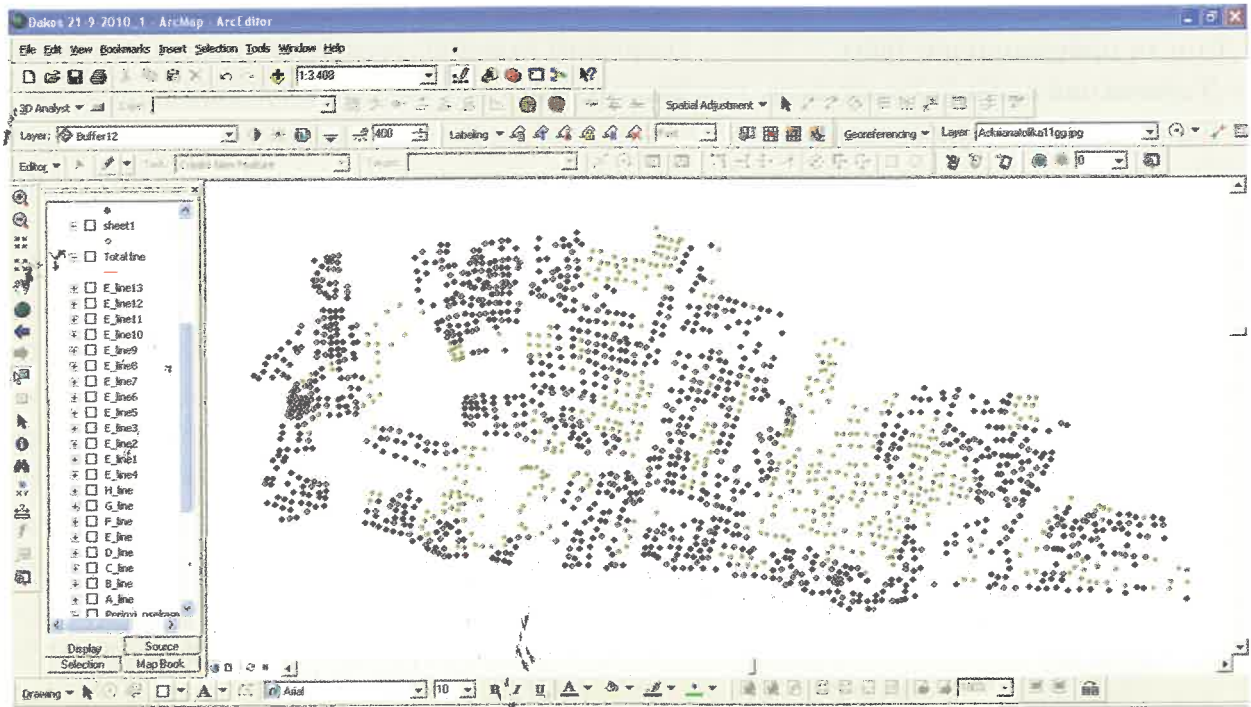 Dakos 21-9-2010_1 - ArcMap - ArcEditor
File Edit View Bookmarks Insert Selection Tools Window Help
1:3.408
3D Analyst
Spatial Adjustment
Layer: Buffer12
400
Labeling
Georeferencing
Layer:
Editor
0
sheet1
Total line
E_line13
E_line12
E_line11
E_line10
E_line9
E_line8
E_line7
E_line6
E_line5
E_line3
E_line2
E_line1
E_line4
H_line
G_line
F_line
E_line
D_line
C_line
B_line
A_line
Display
Source
Selection
Map Book
Drawing
A
Arial
10
B I U
A